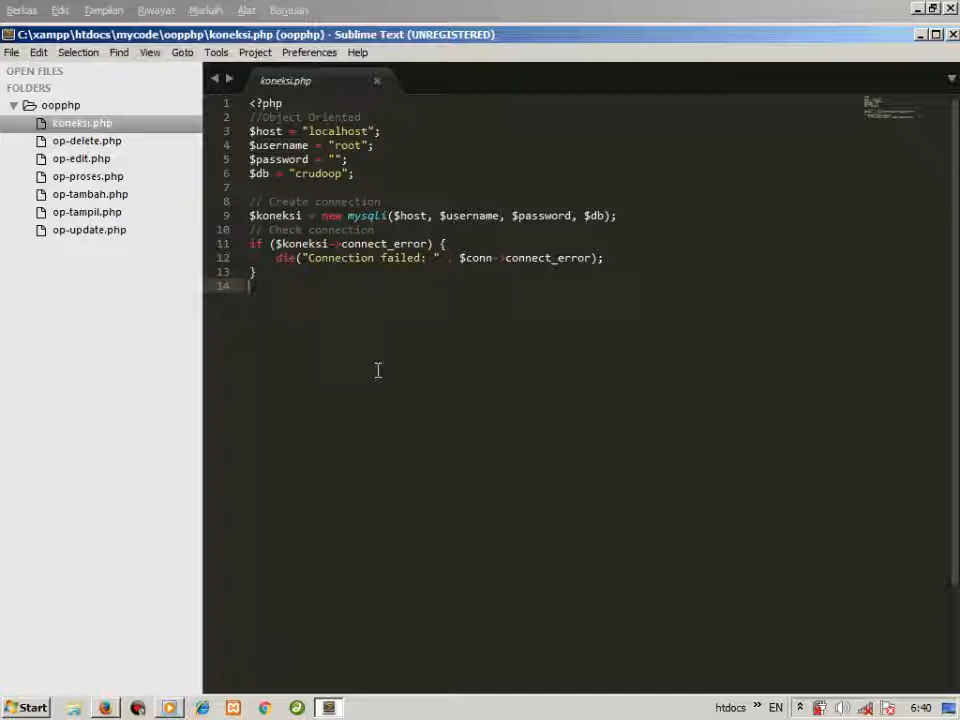 Berkas Edit Tampilan Riwayat Markah Alat Bantuan
C:\xampp\htdocs\mycode\oopphp\koneksi.php (oopphp) - Sublime Text (UNREGISTERED)
File Edit Selection Find View Goto Tools Project Preferences Help
OPEN FILES
FOLDERS
oopphp
koneksi.php
op-delete.php
op-edit.php
op-proses.php
op-tambah.php
op-tampil.php
op-update.php
koneksi.php
1 <?php
2 //Object Oriented
3 $host = "localhost";
4 $username = "root";
5 $password = "";
6 $db = "crudoop";
7
8 // Create connection
9 $koneksi = new mysqli($host, $username, $password, $db);
10 // Check connection
11 if ($koneksi->connect_error) {
12 die("Connection failed: " . $conn->connect_error);
13 }
14
Start
htdocs » EN 6:40